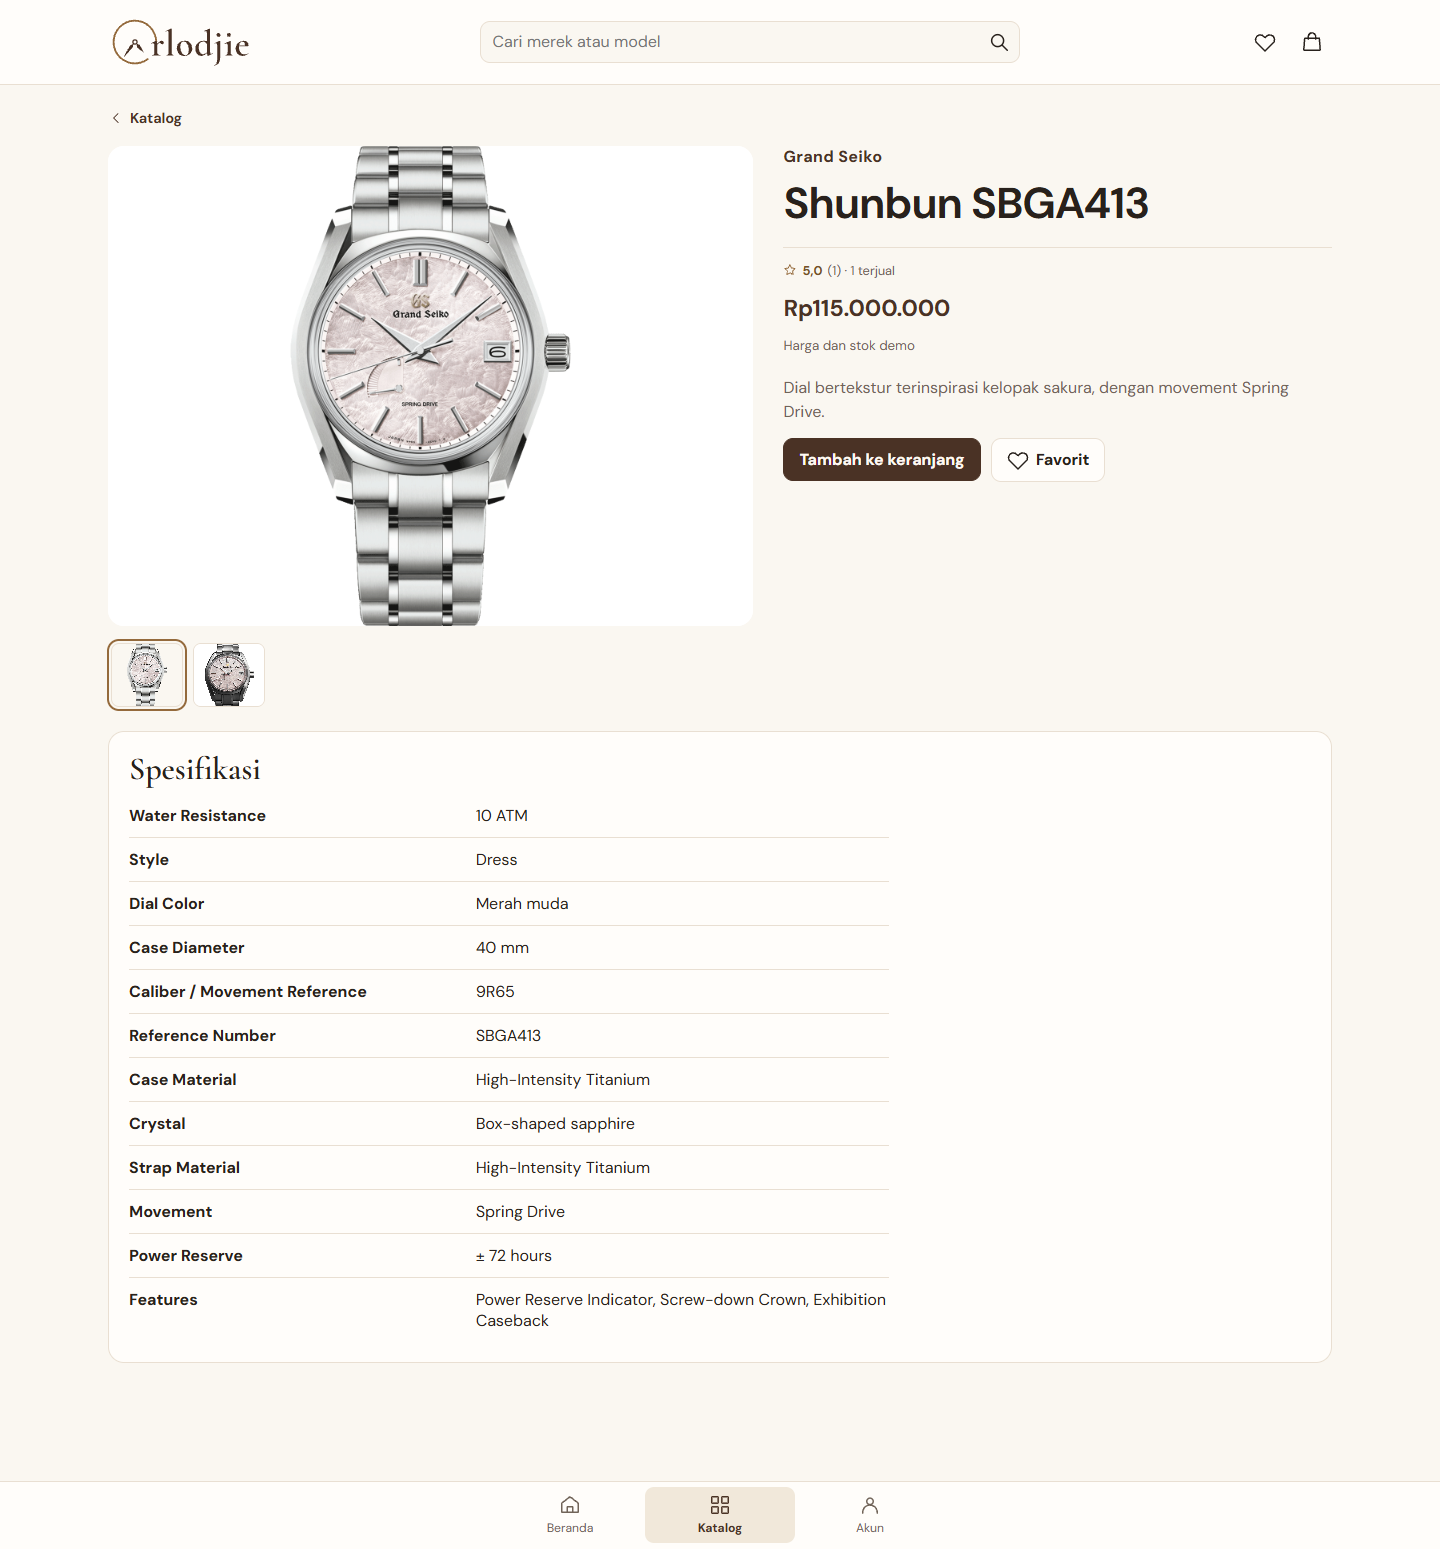 rlodjie
Cari merek atau model
Katalog
Grand Seiko
Shunbun SBGA413
5,0 (1) · 1 terjual
Rp115.000.000
Harga dan stok demo
Dial bertekstur terinspirasi kelopak sakura, dengan movement Spring
Drive.
Tambah ke keranjang
Favorit
GS
Grand Seiko
6
SPRING DRIVE
Spesifikasi
Water Resistance 10 ATM
Style Dress
Dial Color Merah muda
Case Diameter 40 mm
Caliber / Movement Reference 9R65
Reference Number SBGA413
Case Material High-Intensity Titanium
Crystal Box-shaped sapphire
Strap Material High-Intensity Titanium
Movement Spring Drive
Power Reserve ± 72 hours
Features Power Reserve Indicator, Screw-down Crown, Exhibition
Caseback
Beranda
Katalog
Akun